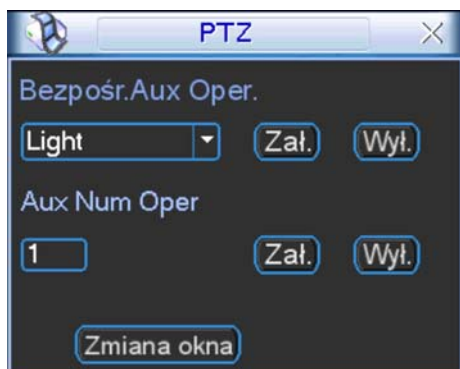 PTZ
Bezpośr.Aux Oper.
Light Zał. Wył.
Aux Num Oper
1 Zał. Wył.
Zmiana okna